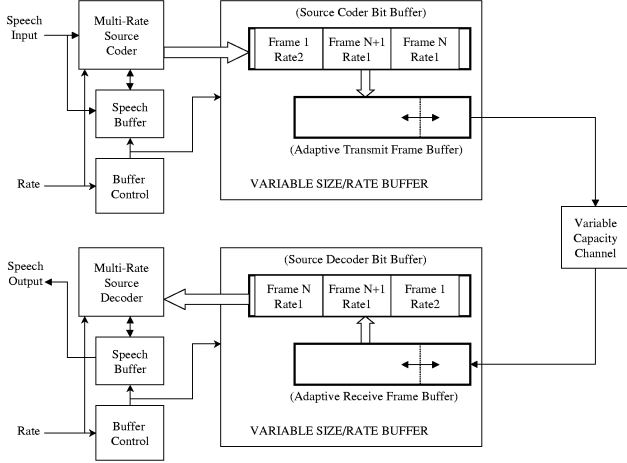 Speech
Input
Multi-Rate
Source
Coder
(Source Coder Bit Buffer)
Frame 1
Rate2
Frame N+1
Rate1
Frame N
Rate1
Speech
Buffer
(Adaptive Transmit Frame Buffer)
Rate
Buffer
Control
VARIABLE SIZE/RATE BUFFER
Variable
Capacity
Channel
Speech
Output
Multi-Rate
Source
Decoder
(Source Decoder Bit Buffer)
Frame N
Rate1
Frame N+1
Rate1
Frame 1
Rate2
Speech
Buffer
(Adaptive Receive Frame Buffer)
Rate
Buffer
Control
VARIABLE SIZE/RATE BUFFER